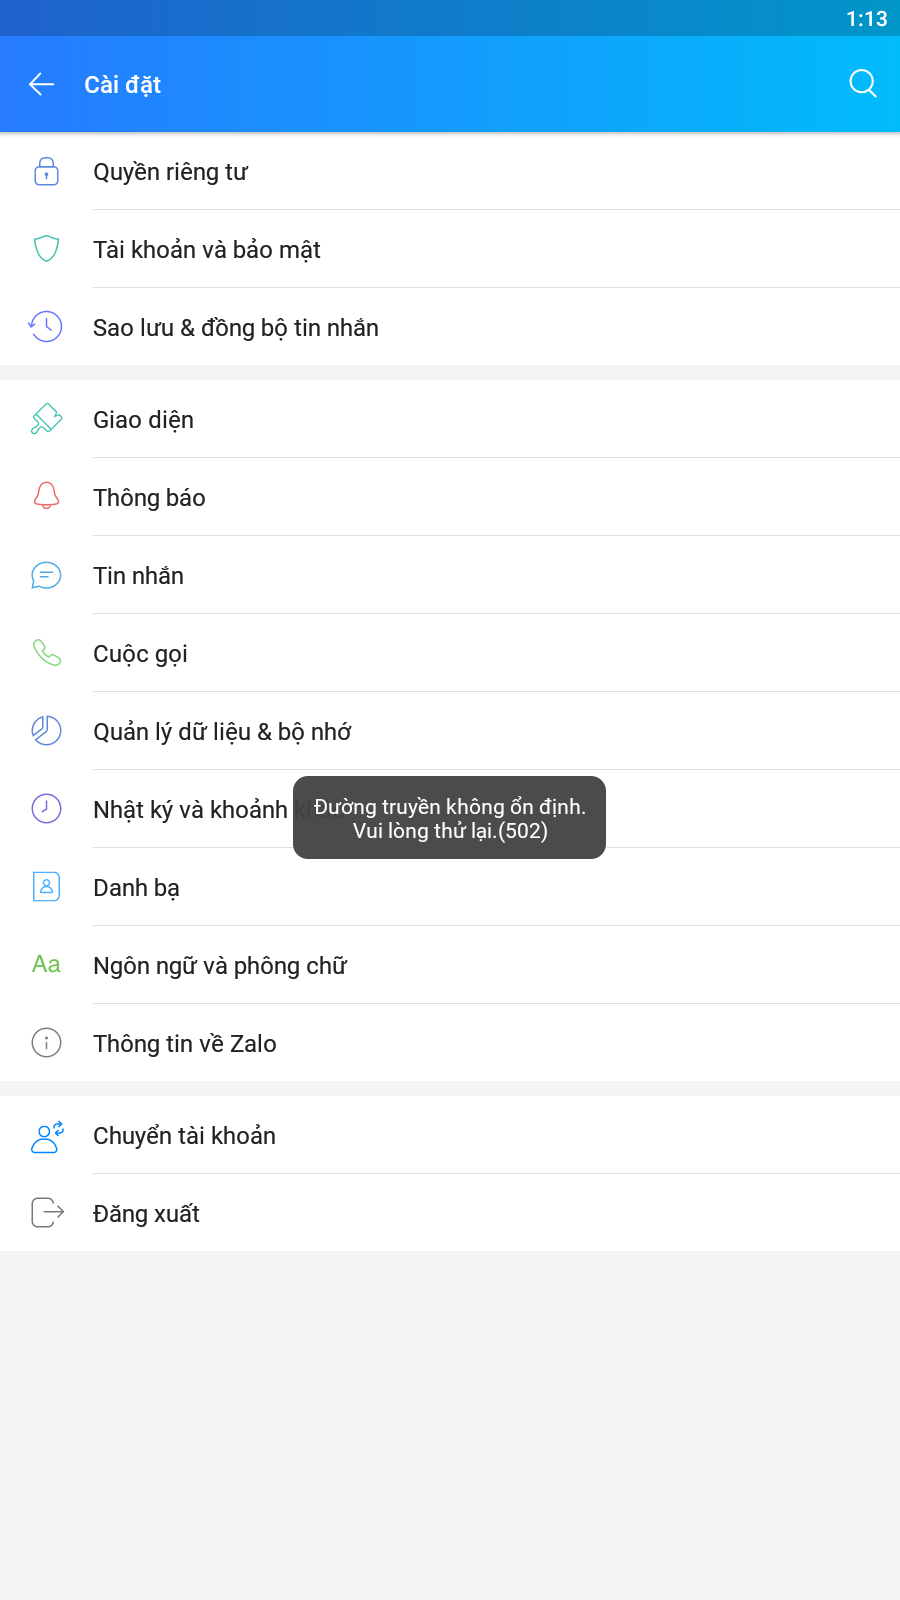 1:13
Cài đặt
Quyền riêng tư
Tài khoản và bảo mật
Sao lưu & đồng bộ tin nhắn
Giao diện
Thông báo
Tin nhắn
Cuộc gọi
Quản lý dữ liệu & bộ nhớ
Nhật ký và khoảnh
Đường truyền không ổn định.
Vui lòng thử lại.(502)
Danh bạ
Aa Ngôn ngữ và phông chữ
Thông tin về Zalo
Chuyển tài khoản
Đăng xuất